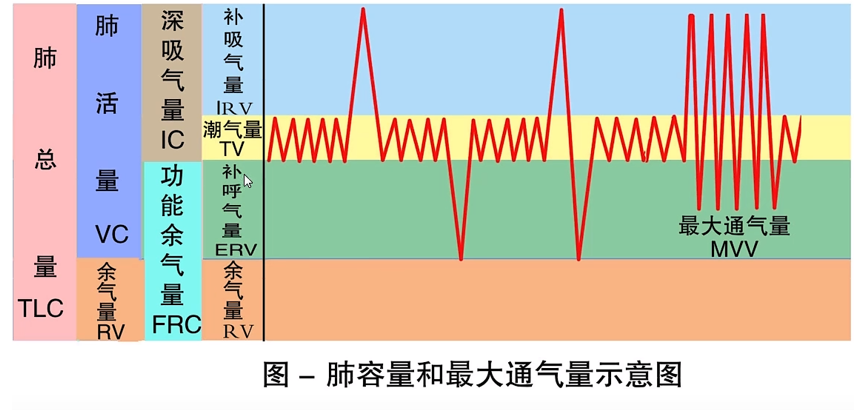 肺总量
TLC
肺活量
VC
余气量
RV
深吸气量
IC
功能余气量
FRC
补吸气量
IRV
潮气量
TV
补呼气量
ERV
余气量
RV
最大通气量
MVV
图 – 肺容量和最大通气量示意图